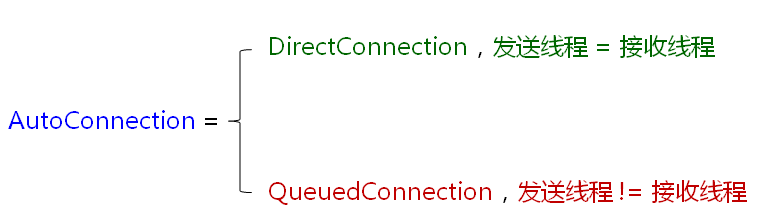 DirectConnection，发送线程 = 接收线程
AutoConnection =
QueuedConnection，发送线程 != 接收线程